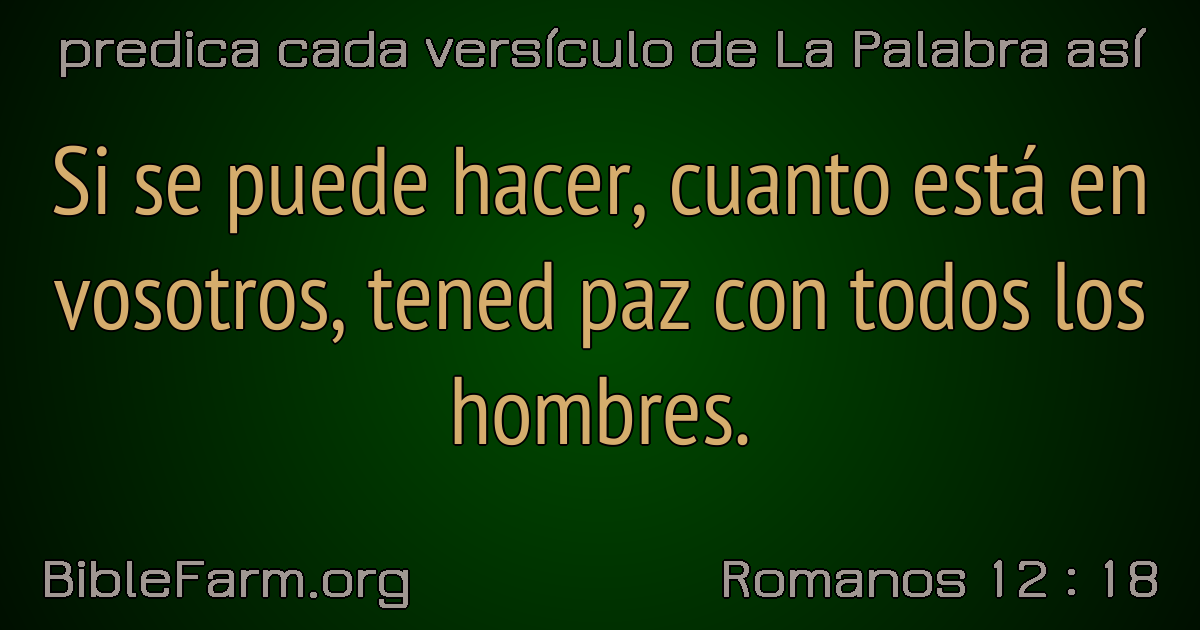 predica cada versículo de La Palabra así
Si se puede hacer, cuanto está en
vosotros, tened paz con todos los
hombres.
BibleFarm.org
Romanos 12 : 18